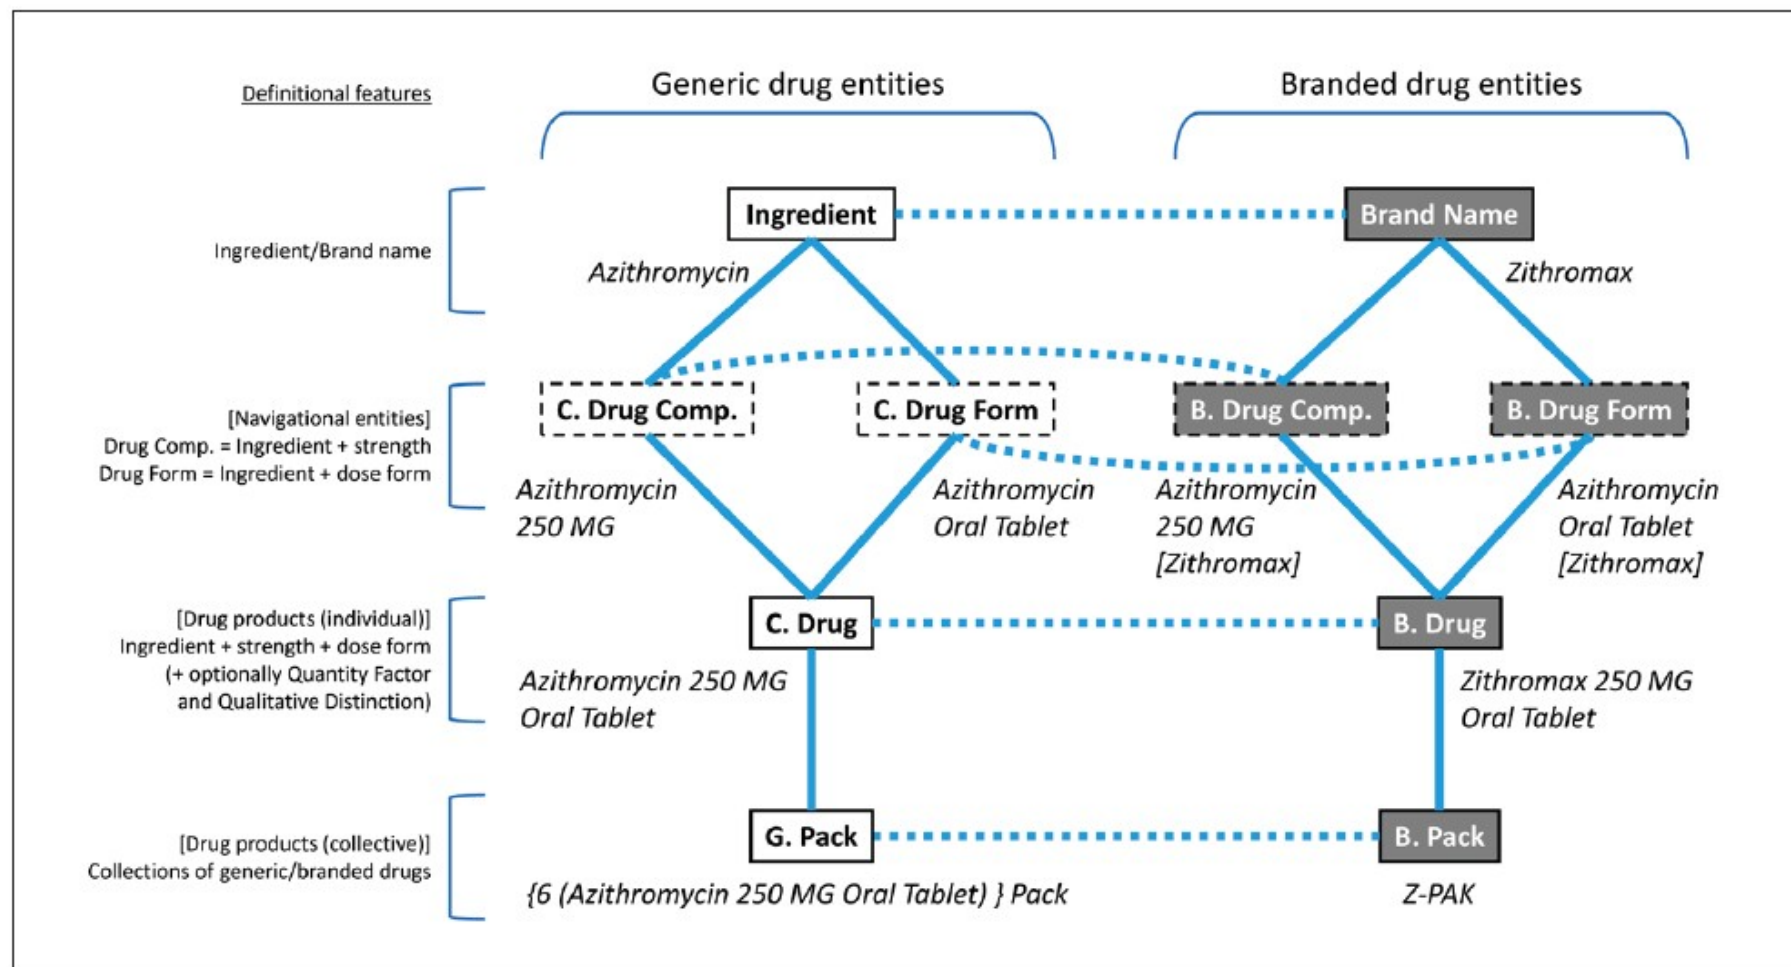 Definitional features
Generic drug entities
Branded drug entities
Ingredient/Brand name
Ingredient
Brand Name
Azithromycin
Zithromax
[Navigational entities]
Drug Comp. = Ingredient + strength
Drug Form = Ingredient + dose form
C. Drug Comp.
C. Drug Form
B. Drug Comp.
B. Drug Form
Azithromycin
250 MG
Azithromycin
Oral Tablet
Azithromycin
250 MG
[Zithromax]
Azithromycin
Oral Tablet
[Zithromax]
[Drug products (individual)]
Ingredient + strength + dose form
(+ optionally Quantity Factor
and Qualitative Distinction)
C. Drug
B. Drug
Azithromycin 250 MG
Oral Tablet
Zithromax 250 MG
Oral Tablet
[Drug products (collective)]
Collections of generic/branded drugs
G. Pack
B. Pack
{6 (Azithromycin 250 MG Oral Tablet) } Pack
Z-PAK